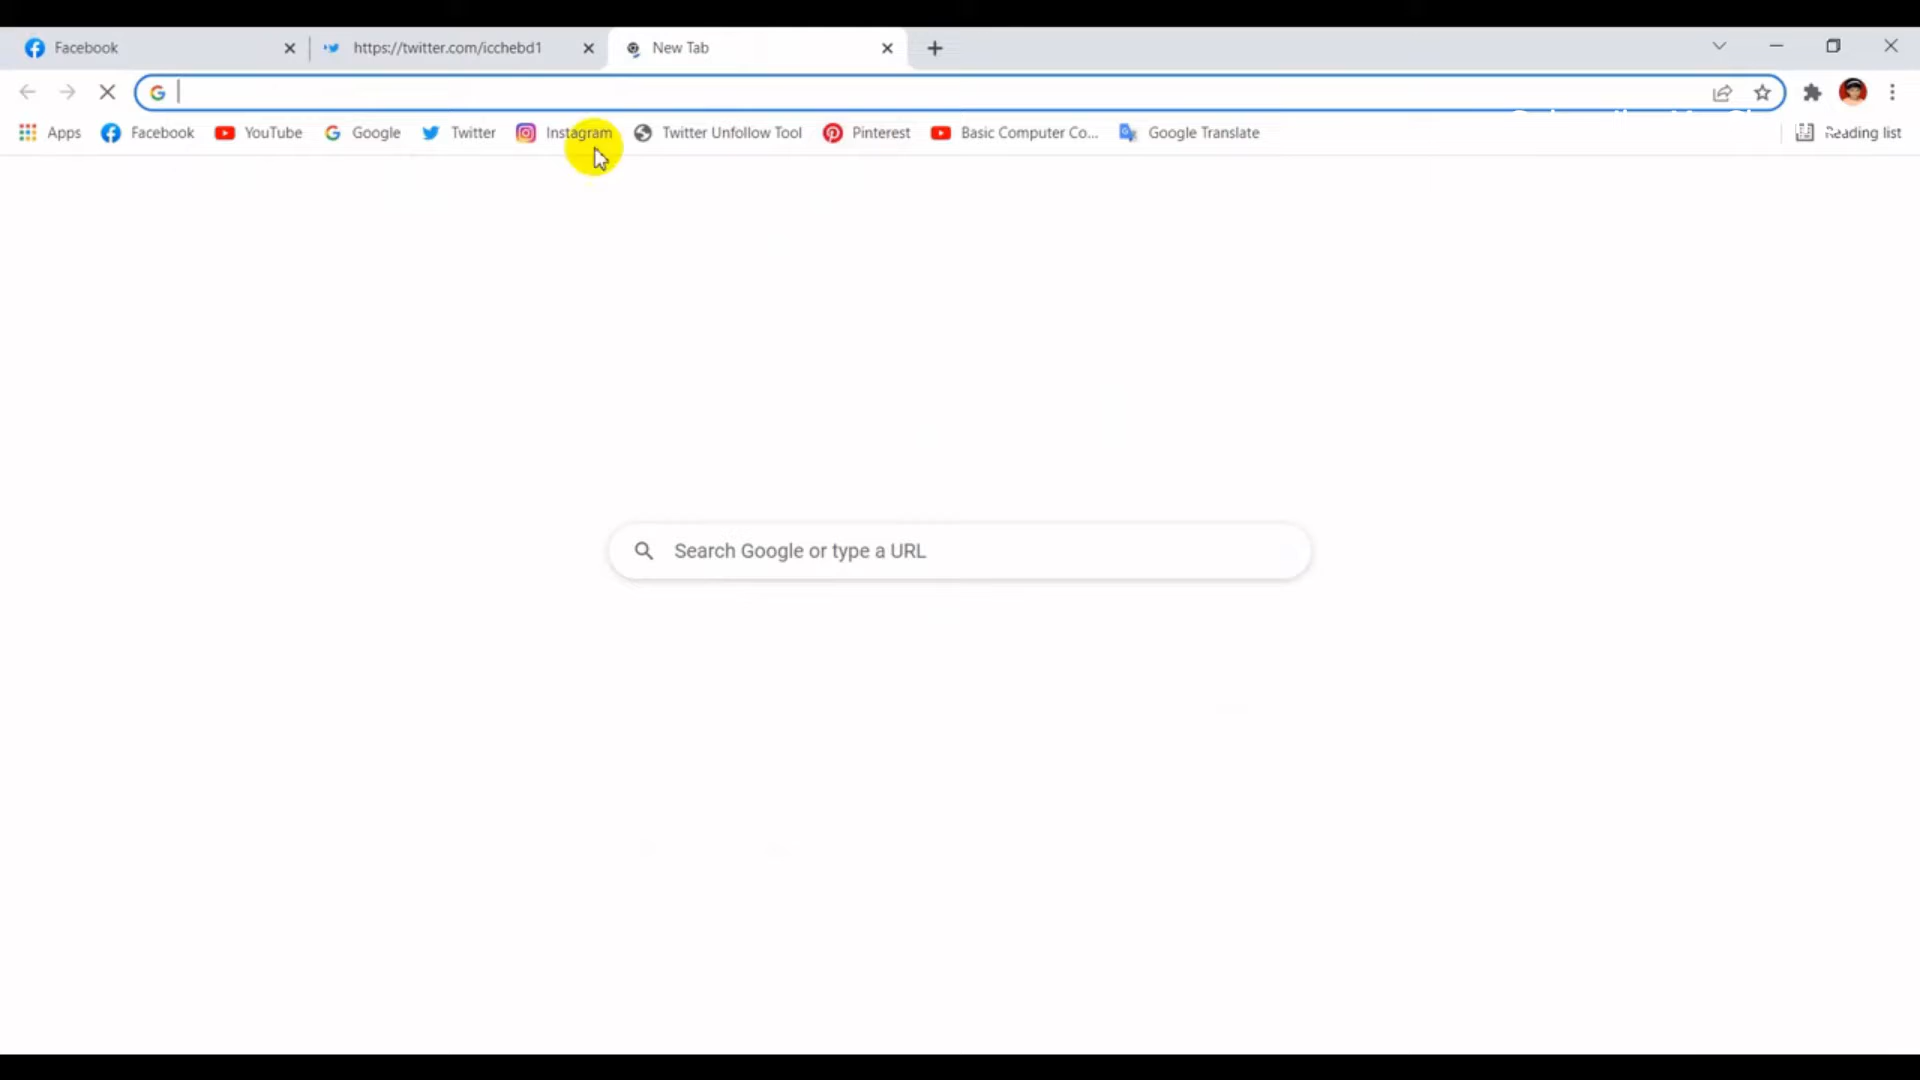 Facebook https://twitter.com/icchebd1 New Tab
Apps Facebook YouTube Google Twitter Instagram Twitter Unfollow Tool Pinterest Basic Computer Co... Google Translate Reading list
Search Google or type a URL